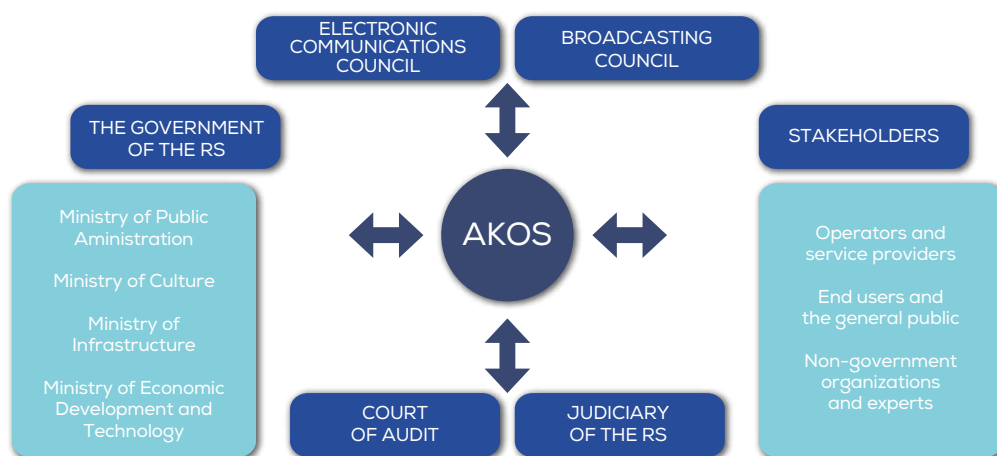 ELECTRONIC
COMMUNICATIONS
COUNCIL
BROADCASTING
COUNCIL
THE GOVERNMENT
OF THE RS
STAKEHOLDERS
Ministry of Public
Aministration
Ministry of Culture
Ministry of
Infrastructure
Ministry of Economic
Development and
Technology
AKOS
Operators and
service providers
End users and
the general public
Non-government
organizations
and experts
COURT
OF AUDIT
JUDICIARY
OF THE RS